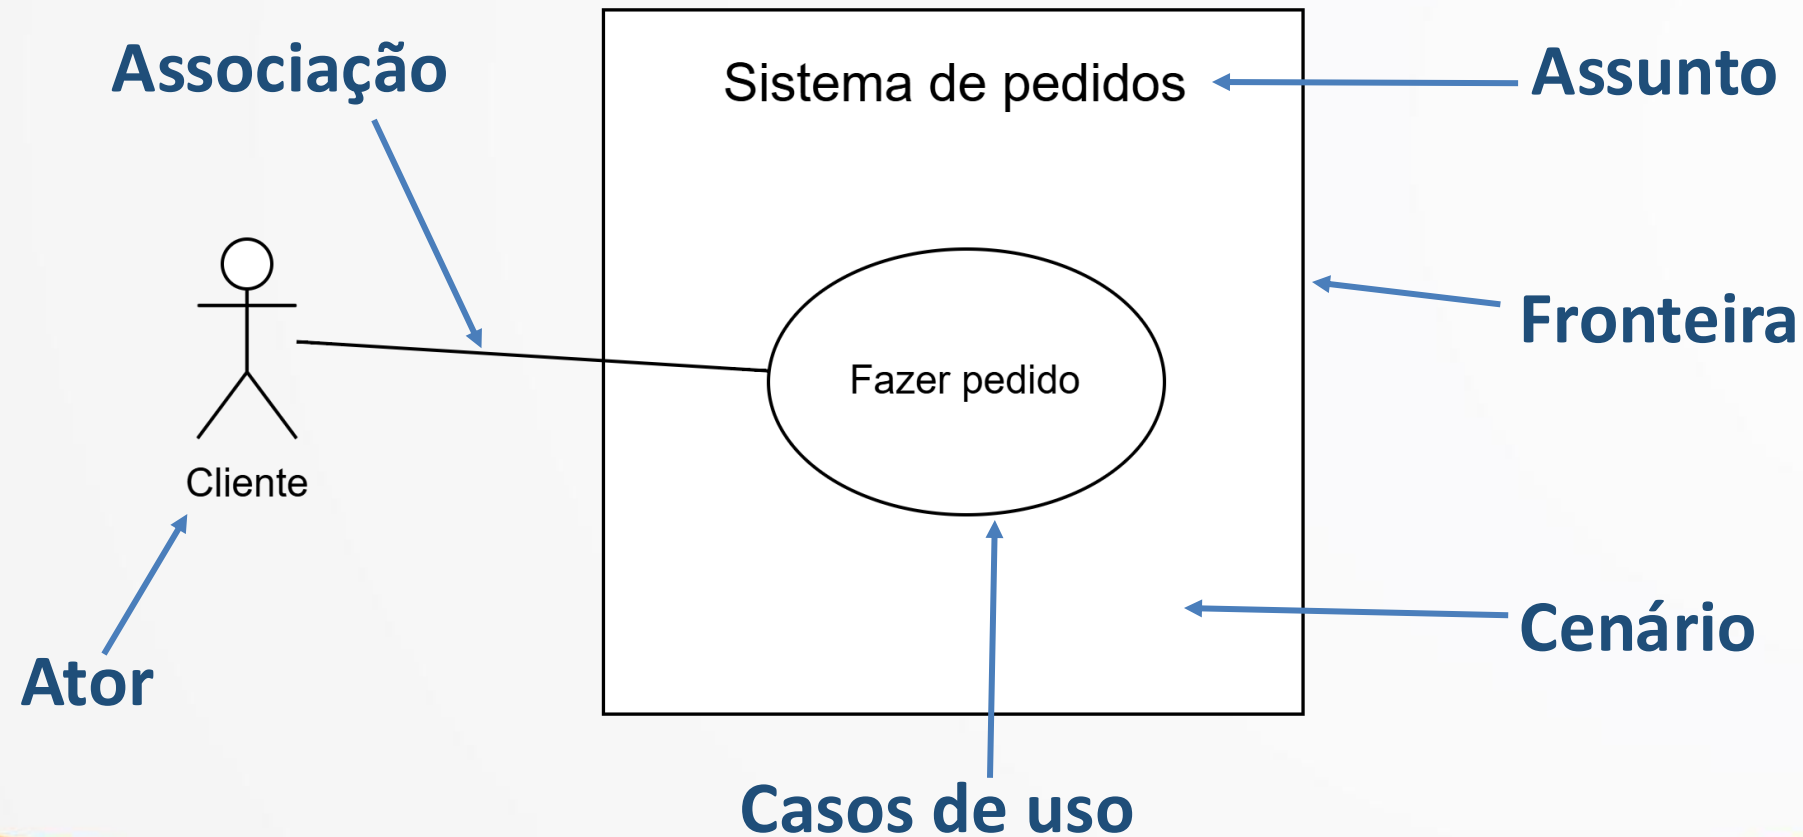 Associação
Sistema de pedidos
Assunto
Fronteira
Fazer pedido
Cliente
Cenário
Ator
Casos de uso